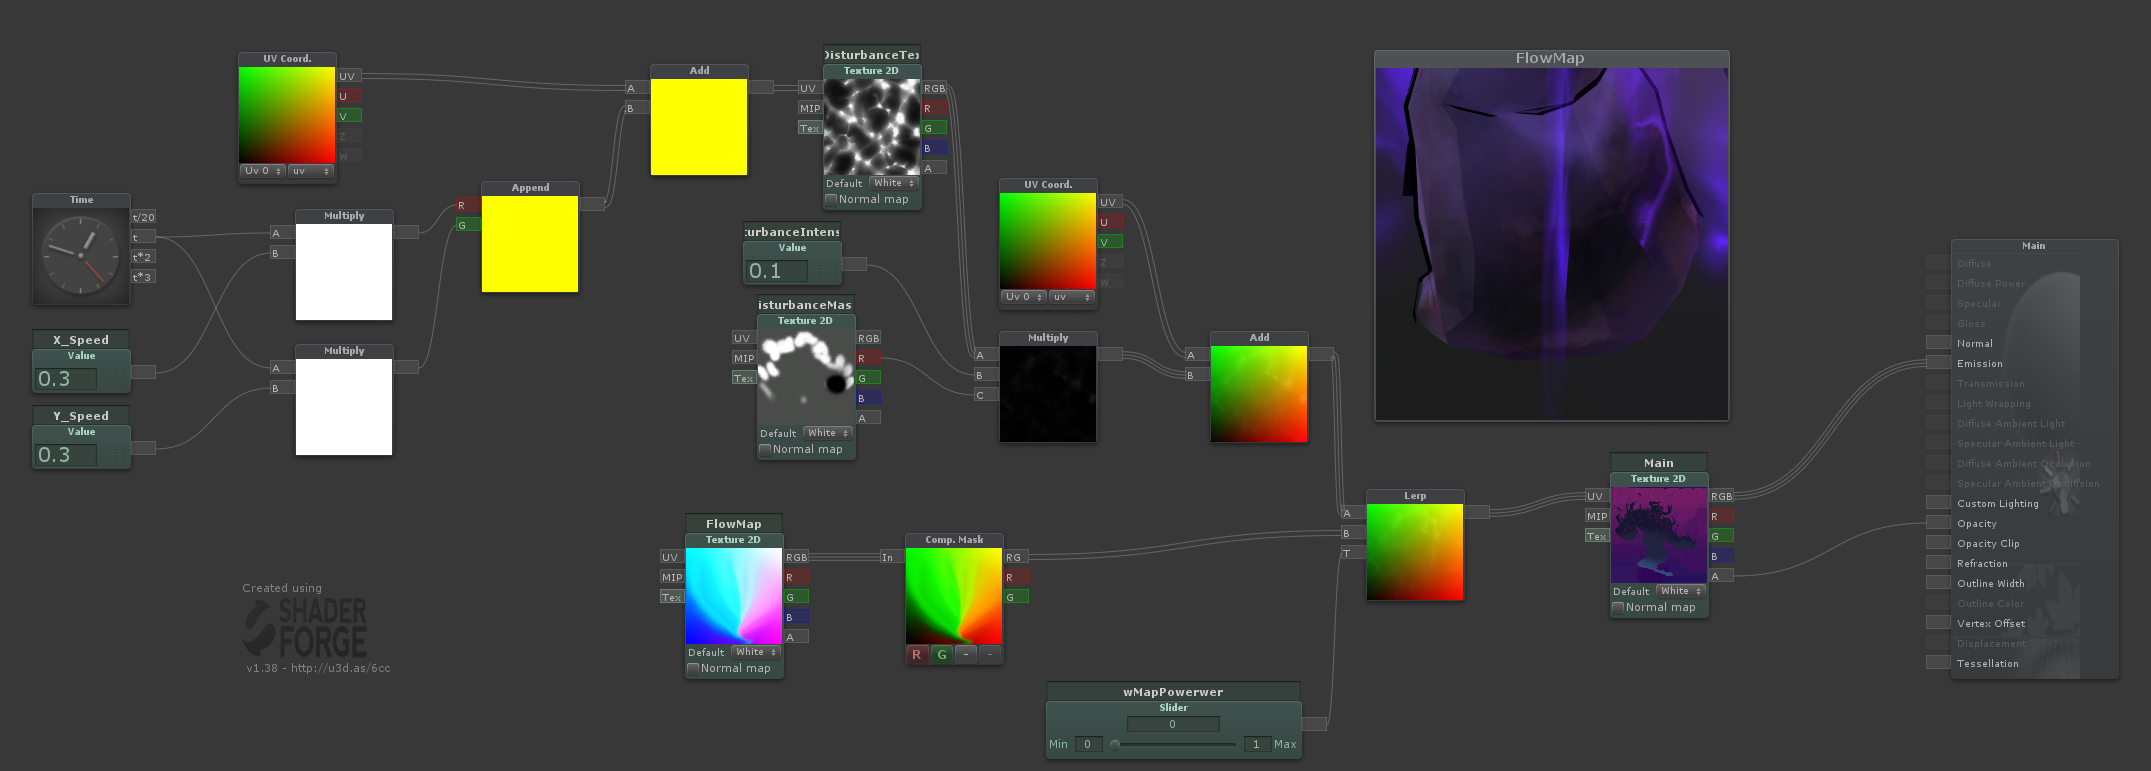 UV Coord.
UV
U
V
Z
W
Uv 0
uv
Time
t/20
t
t*2
t*3
X_Speed
Value
0.3
Y_Speed
Value
0.3
Multiply
A
B
Multiply
A
B
Append
R
G
Add
A
B
DisturbanceTex
Texture 2D
UV
MIP
Tex
RGB
R
G
B
A
Default
White
Normal map
turbanceIntens
Value
0.1
isturbanceMas
Texture 2D
UV
MIP
Tex
RGB
R
G
B
A
Default
White
Normal map
UV Coord.
UV
U
V
Z
W
Uv 0
uv
Multiply
A
B
C
Add
A
B
FlowMap
FlowMap
Texture 2D
UV
MIP
Tex
RGB
R
G
B
A
Default
White
Normal map
Comp. Mask
In
RG
R
G
R
G
-
-
wMapPowerwer
Slider
0
Min
0
1
Max
Lerp
A
B
T
Main
Texture 2D
UV
MIP
Tex
RGB
R
G
B
A
Default
White
Normal map
Main
Diffuse
Diffuse Power
Specular
Gloss
Normal
Emission
Transmission
Light Wrapping
Diffuse Ambient Light
Specular Ambient Light
Diffuse Ambient Occlusion
Specular Ambient Occlusion
Custom Lighting
Opacity
Opacity Clip
Refraction
Outline Width
Outline Color
Vertex Offset
Displacement
Tessellation
Created using
SHADER
FORGE
v1.38 - http://u3d.as/6cc